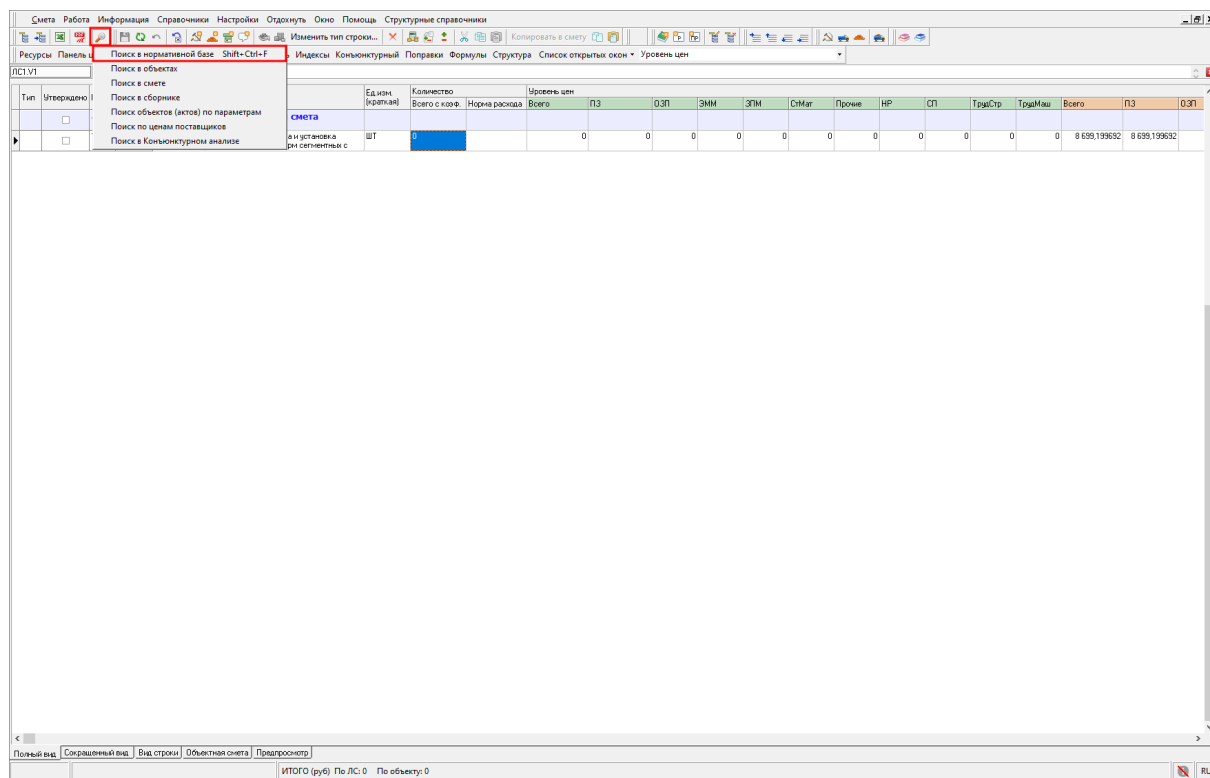 Смета Работа Информация Справочники Настройки Отдохнуть Окно Помощь Структурные справочники
Изменить тип строки... Копировать в смету
Ресурсы Панель Индексы Конъюнктурный Поправки Формулы Структура Список открытых окон Уровень цен
Поиск в нормативной базе Shift+Ctrl+F
Поиск в объектах
Поиск в смете
Поиск в сборнике
Поиск объектов (актов) по параметрам
Поиск по ценам поставщиков
Поиск в Конъюнктурном анализе
ЛС1.V1
Тип Утверждено Ед.изм. (краткая) Количество Уровень цен
Всего с коэф. Норма расхода Всего ПЗ ОЗП ЭММ ЗПМ СтМат Прочие НР СП ТрудСтр ТрудМаш Всего ПЗ ОЗП
смета
а и установка ШТ 0 0 0 0 0 0 0 0 0 0 0 0 8 699,199692 8 699,199692
рм сегментных с
Полный вид Сокращенный вид Вид строки Объектная смета Предпросмотр
ИТОГО (руб) По ЛС: 0 По объекту: 0
RU